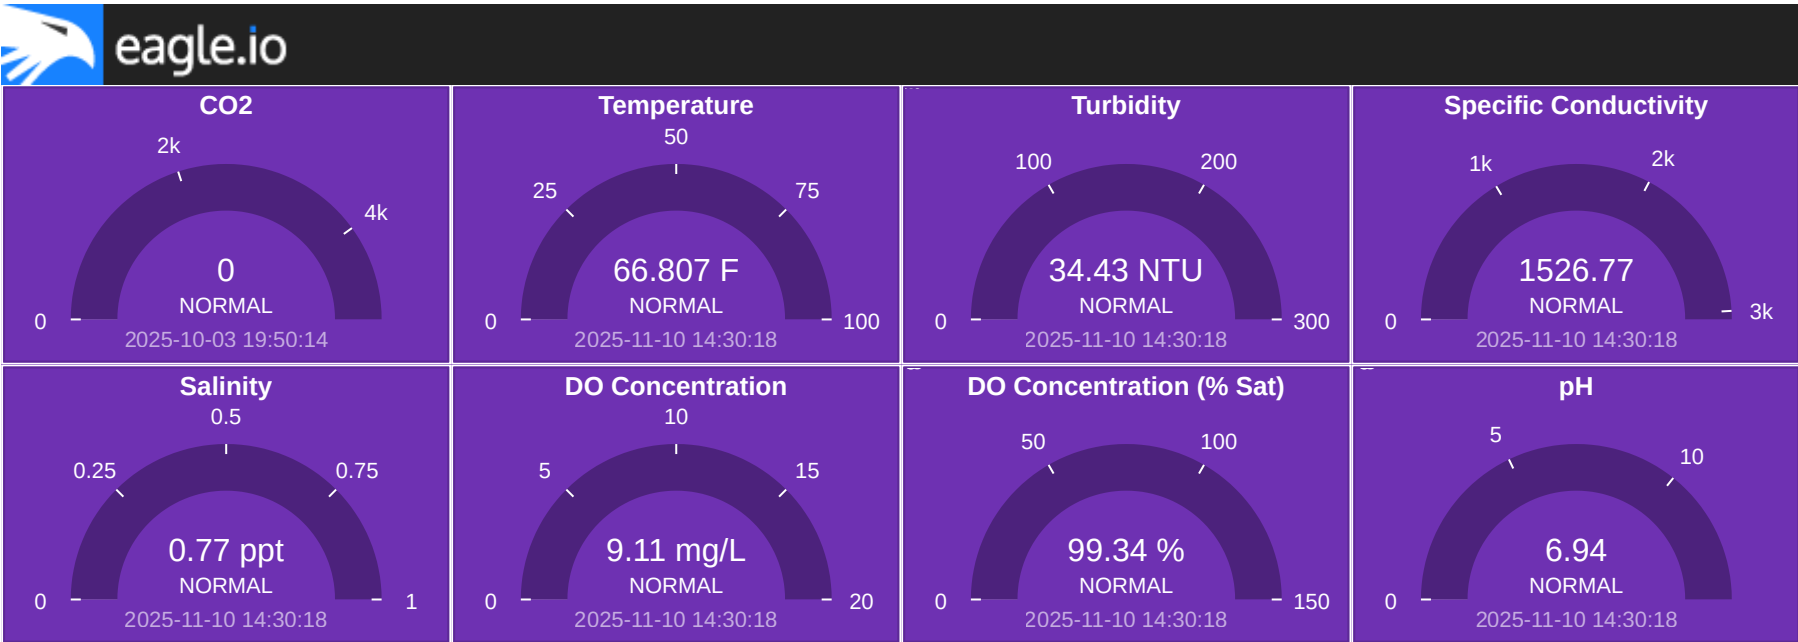 eagle.io
CO2
2k
4k
0
0
NORMAL
2025-10-03 19:50:14
Temperature
50
25
75
66.807 F
NORMAL
0
100
2025-11-10 14:30:18
Turbidity
100
200
34.43 NTU
NORMAL
0
300
2025-11-10 14:30:18
Specific Conductivity
1k
2k
1526.77
NORMAL
0
3k
2025-11-10 14:30:18
Salinity
0.5
0.25
0.75
0.77 ppt
NORMAL
0
1
2025-11-10 14:30:18
DO Concentration
10
5
15
9.11 mg/L
NORMAL
0
20
2025-11-10 14:30:18
DO Concentration (% Sat)
50
100
99.34 %
NORMAL
0
150
2025-11-10 14:30:18
pH
5
10
6.94
NORMAL
0
2025-11-10 14:30:18